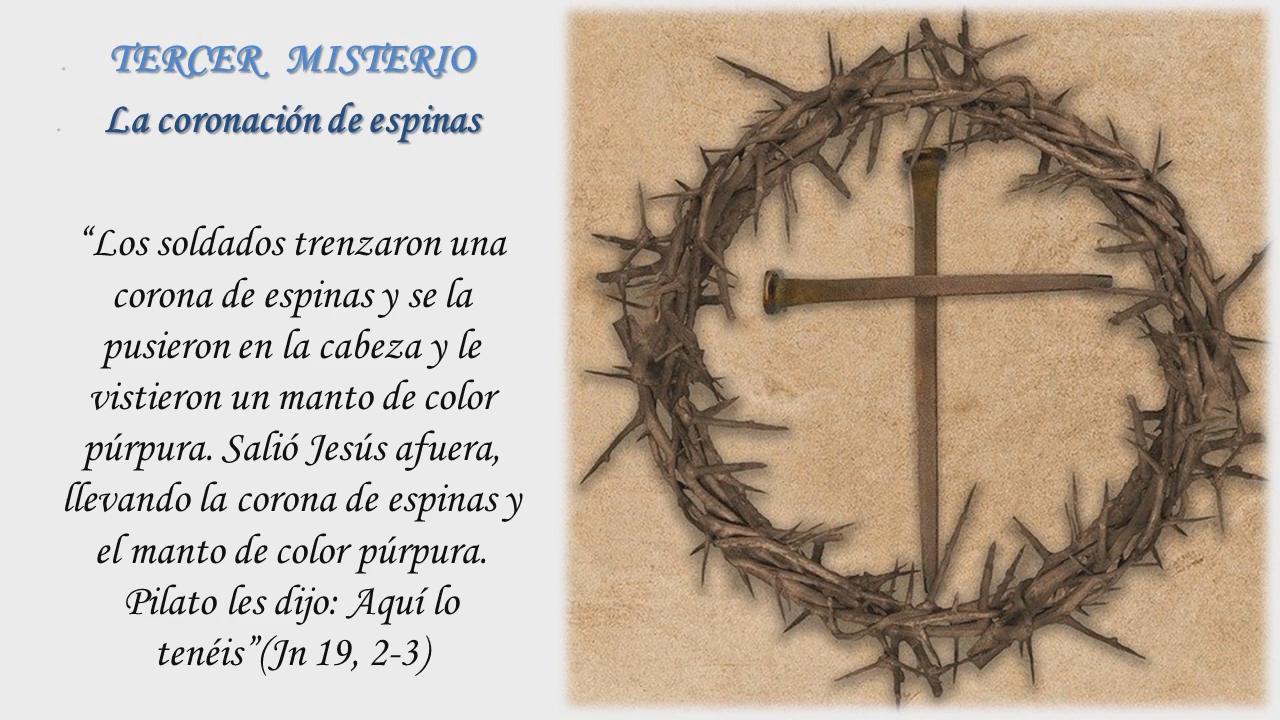 TERCER MISTERIO
La coronación de espinas
“Los soldados trenzaron una
corona de espinas y se la
pusieron en la cabeza y le
vistieron un manto de color
púrpura. Salió Jesús afuera,
llevando la corona de espinas y
el manto de color púrpura.
Pilato les dijo: Aquí lo
tenéis”(Jn 19, 2-3)